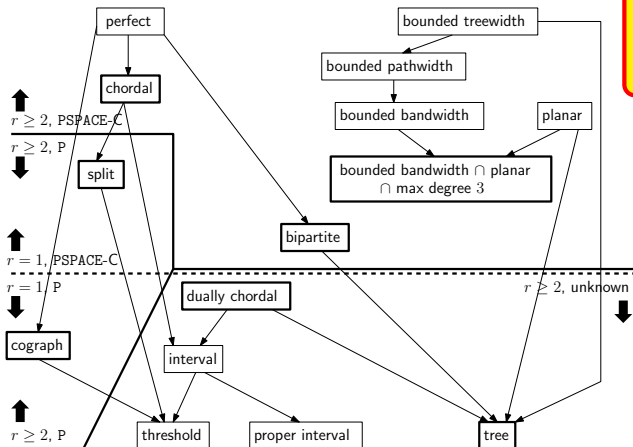 perfect
bounded treewidth
bounded pathwidth
chordal
bounded bandwidth
planar
r ≥ 2, PSPACE-C
r ≥ 2, P
bounded bandwidth ∩ planar
∩ max degree 3
split
bipartite
r = 1, PSPACE-C
r = 1, P
r ≥ 2, unknown
dually chordal
cograph
interval
r ≥ 2, P
threshold
proper interval
tree